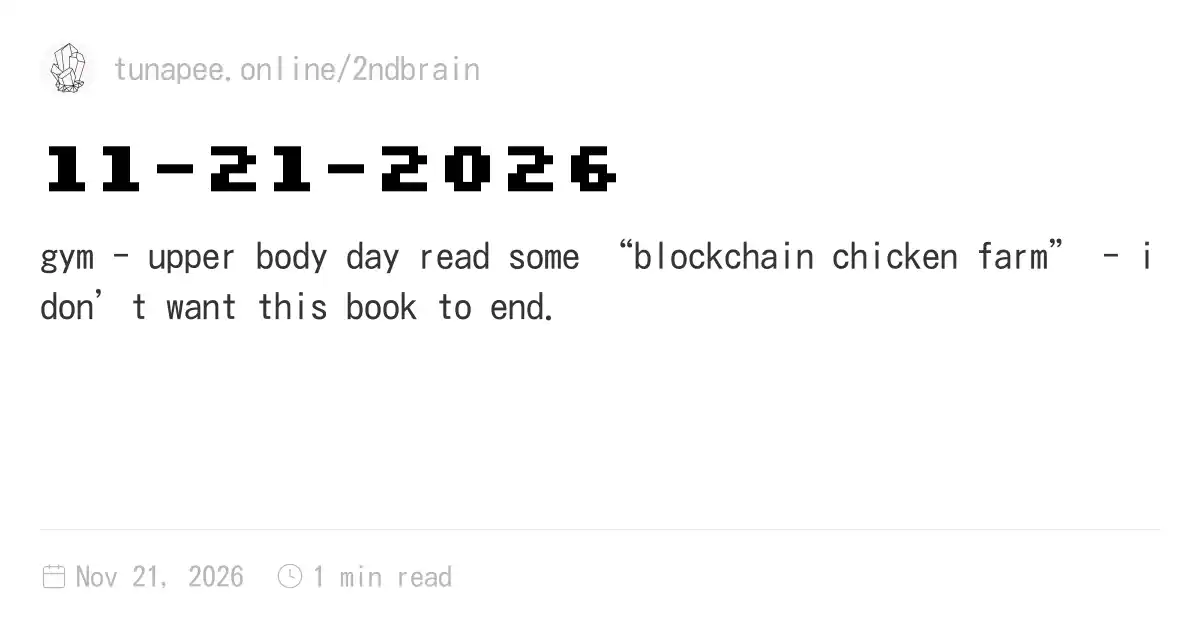 tunapee.online/2ndbrain
11-21-2026
gym - upper body day read some “blockchain chicken farm” - i
don’t want this book to end.
Nov 21, 2026 1 min read